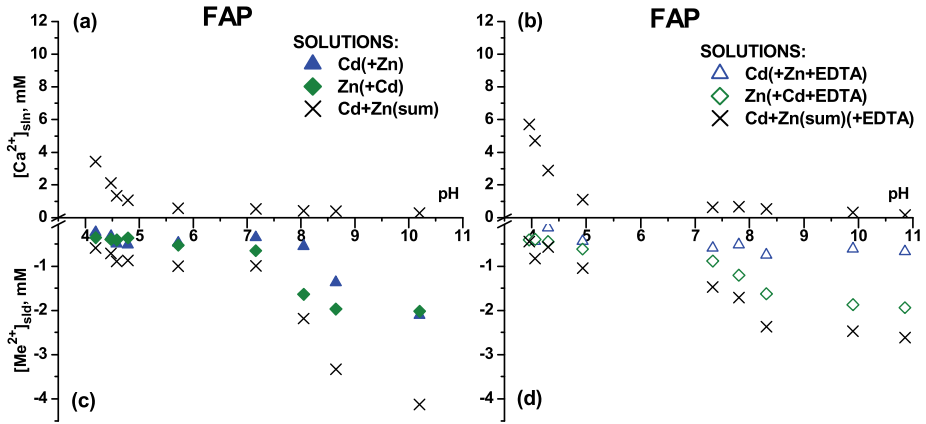 (a)
FAP
SOLUTIONS:
Cd(+Zn)
Zn(+Cd)
Cd+Zn(sum)
[Ca²⁺]sln, mM
12
10
8
6
4
2
0
pH
4 5 6 7 8 9 10 11
[Me²⁺]sld, mM
-1
-2
-3
-4
(c)
(b)
FAP
SOLUTIONS:
Cd(+Zn+EDTA)
Zn(+Cd+EDTA)
Cd+Zn(sum)(+EDTA)
12
10
8
6
4
2
0
pH
4 5 6 7 8 9 10 11
-1
-2
-3
-4
(d)